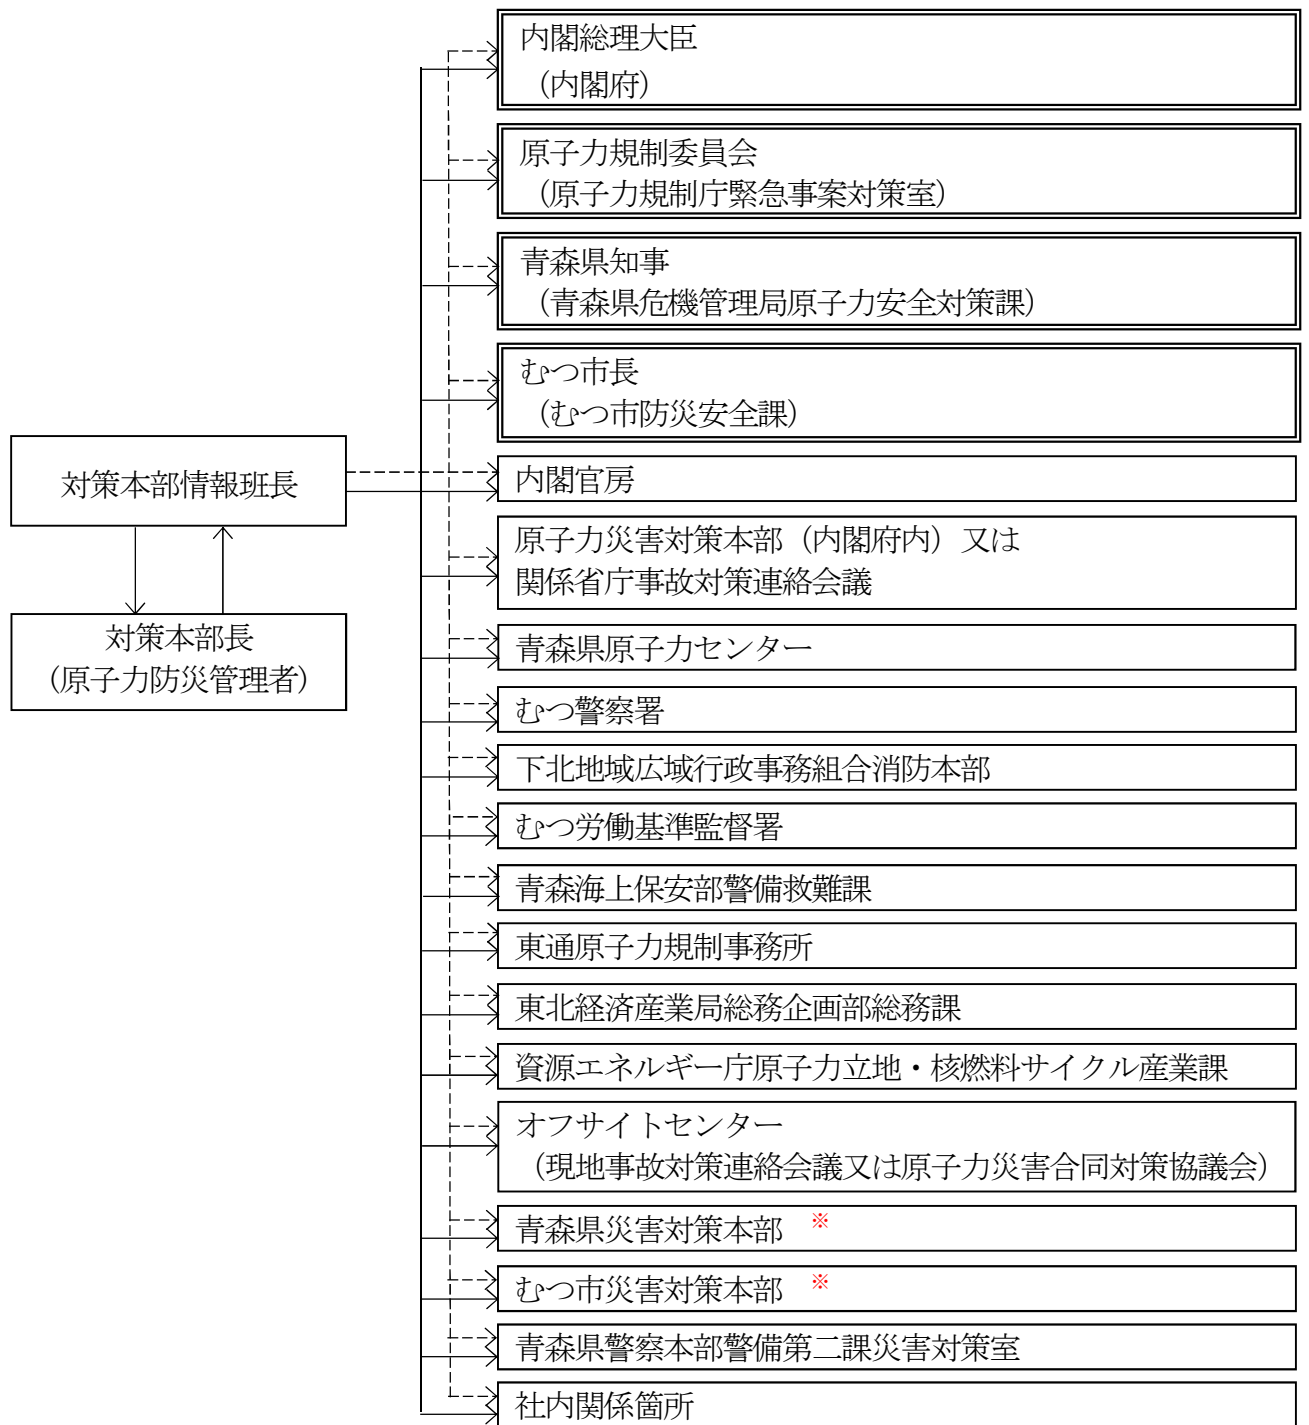 内閣総理大臣
（内閣府）
原子力規制委員会
（原子力規制庁緊急事案対策室）
青森県知事
（青森県危機管理局原子力安全対策課）
むつ市長
（むつ市防災安全課）
対策本部情報班長
対策本部長
（原子力防災管理者）
内閣官房
原子力災害対策本部（内閣府内）又は
関係省庁事故対策連絡会議
青森県原子力センター
むつ警察署
下北地域広域行政事務組合消防本部
むつ労働基準監督署
青森海上保安部警備救難課
東通原子力規制事務所
東北経済産業局総務企画部総務課
資源エネルギー庁原子力立地・核燃料サイクル産業課
オフサイトセンター
（現地事故対策連絡会議又は原子力災害合同対策協議会）
青森県災害対策本部　※
むつ市災害対策本部　※
青森県警察本部警備第二課災害対策室
社内関係箇所